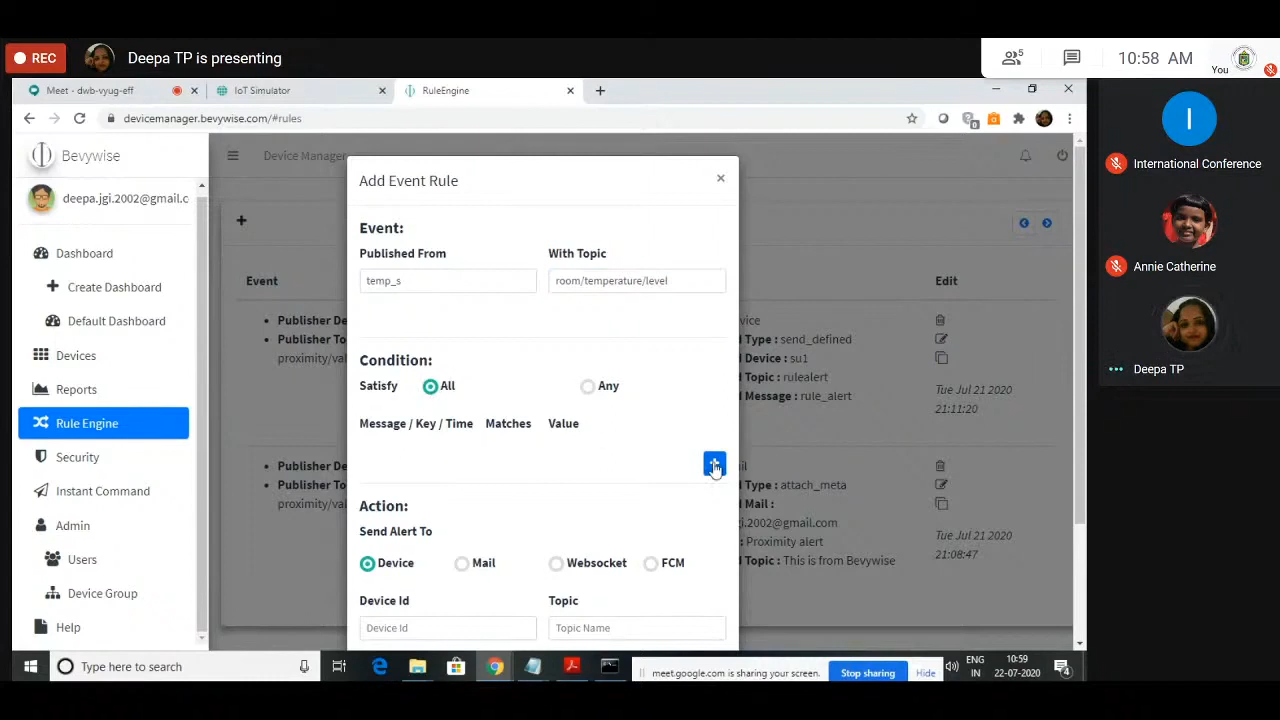 REC
Deepa TP is presenting
5
10:58 AM
You
Meet - dwb-vyug-eff
IoT Simulator
RuleEngine
devicemanager.bevywise.com/#rules
Bevywise
Device Manager
deepa.jgi.2002@gmail.c
Dashboard
Create Dashboard
Default Dashboard
Devices
Reports
Rule Engine
Security
Instant Command
Admin
Users
Device Group
Help
Event
Publisher De
Publisher To
proximity/val
Publisher De
Publisher To
proximity/val
Add Event Rule
Event:
Published From
With Topic
temp_s
room/temperature/level
Condition:
Satisfy
All
Any
Message / Key / Time
Matches
Value
Action:
Send Alert To
Device
Mail
Websocket
FCM
Device Id
Topic
Device Id
Topic Name
Edit
vice
d Type : send_defined
d Device : su1
d Topic : rulealert
d Message : rule_alert
Tue Jul 21 2020
21:11:20
ail
d Type : attach_meta
d Mail :
gi.2002@gmail.com
: Proximity alert
d Topic : This is from Bevywise
Tue Jul 21 2020
21:08:47
I
International Conference
Annie Catherine
Deepa TP
Type here to search
meet.google.com is sharing your screen.
Stop sharing
Hide
ENG
IN
10:59
22-07-2020
4